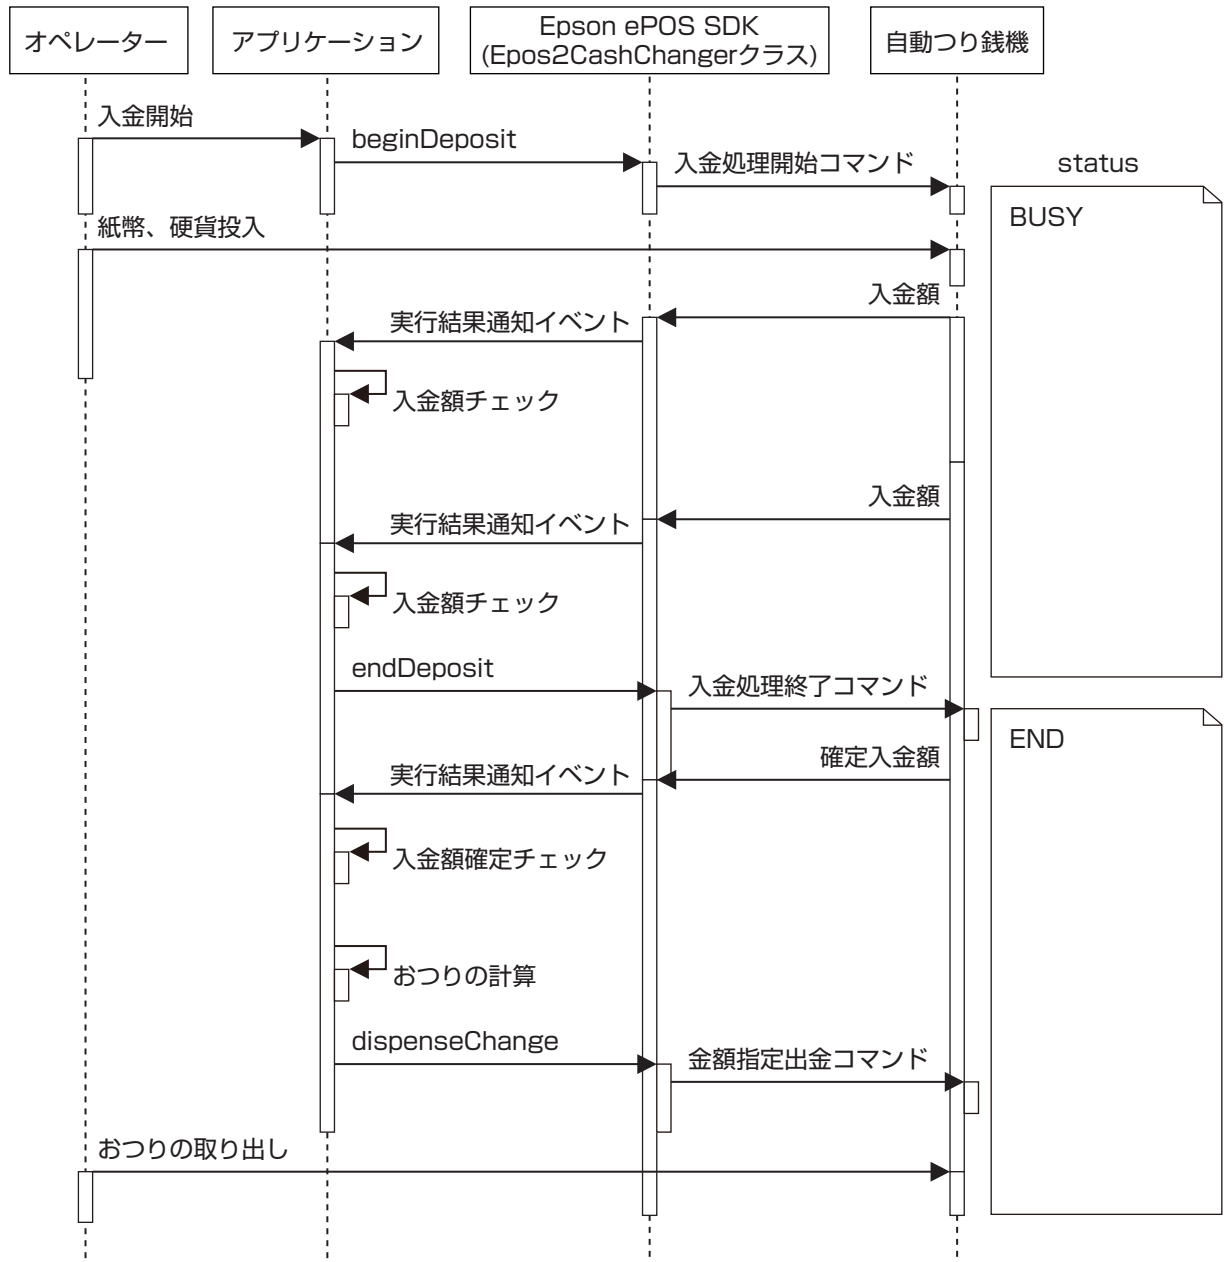 オペレーター
アプリケーション
Epson ePOS SDK
(Epos2CashChangerクラス)
自動つり銭機
入金開始
beginDeposit
入金処理開始コマンド
status
BUSY
紙幣、硬貨投入
入金額
実行結果通知イベント
入金額チェック
入金額
実行結果通知イベント
入金額チェック
endDeposit
入金処理終了コマンド
END
確定入金額
実行結果通知イベント
入金額確定チェック
おつりの計算
dispenseChange
金額指定出金コマンド
おつりの取り出し